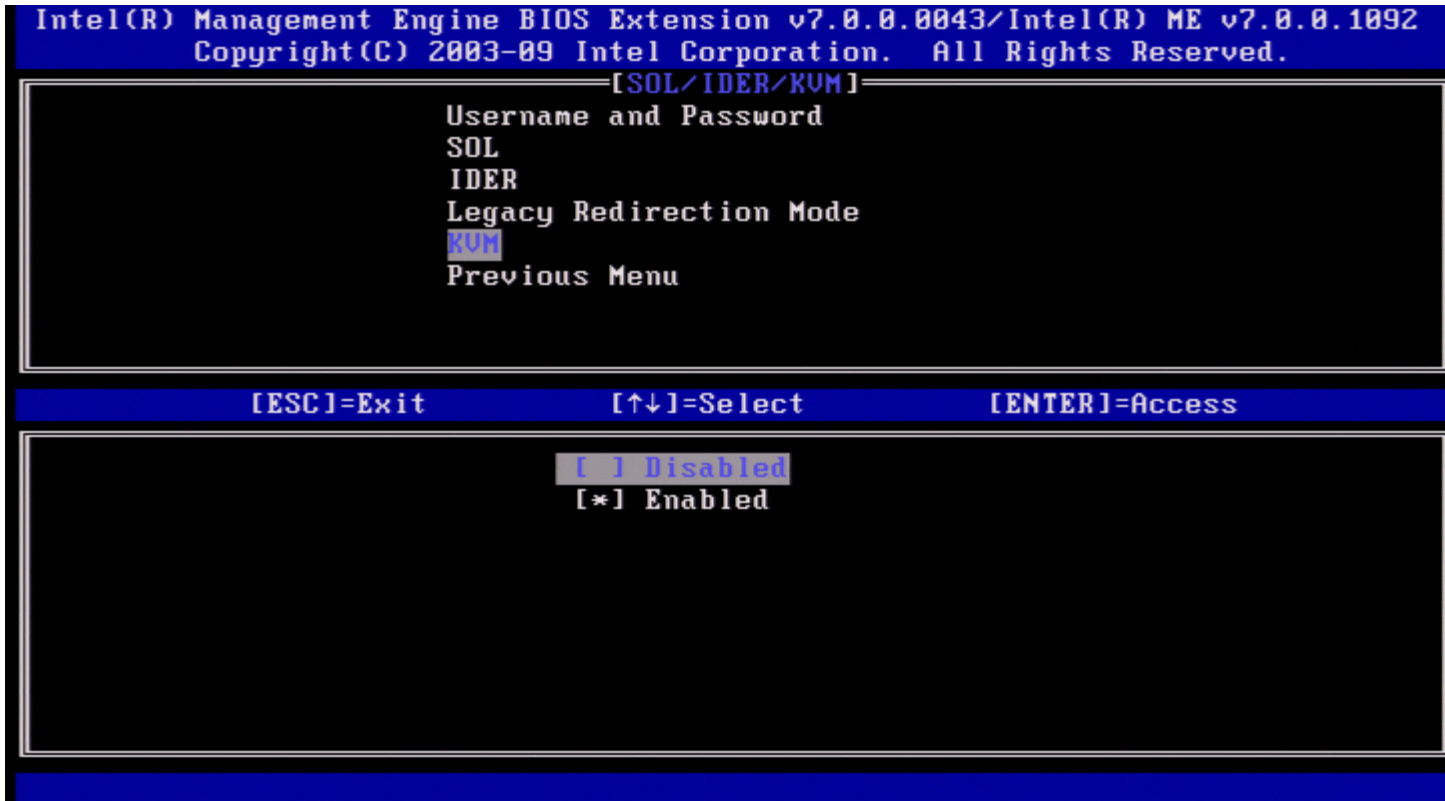 Intel(R) Management Engine BIOS Extension v7.0.0.0043/Intel(R) ME v7.0.0.1092
Copyright(C) 2003-09 Intel Corporation.  All Rights Reserved.
[SOL/IDER/KVM]
Username and Password
SOL
IDER
Legacy Redirection Mode
KVM
Previous Menu
[ESC]=Exit [↑↓]=Select [ENTER]=Access
[ ] Disabled
[*] Enabled